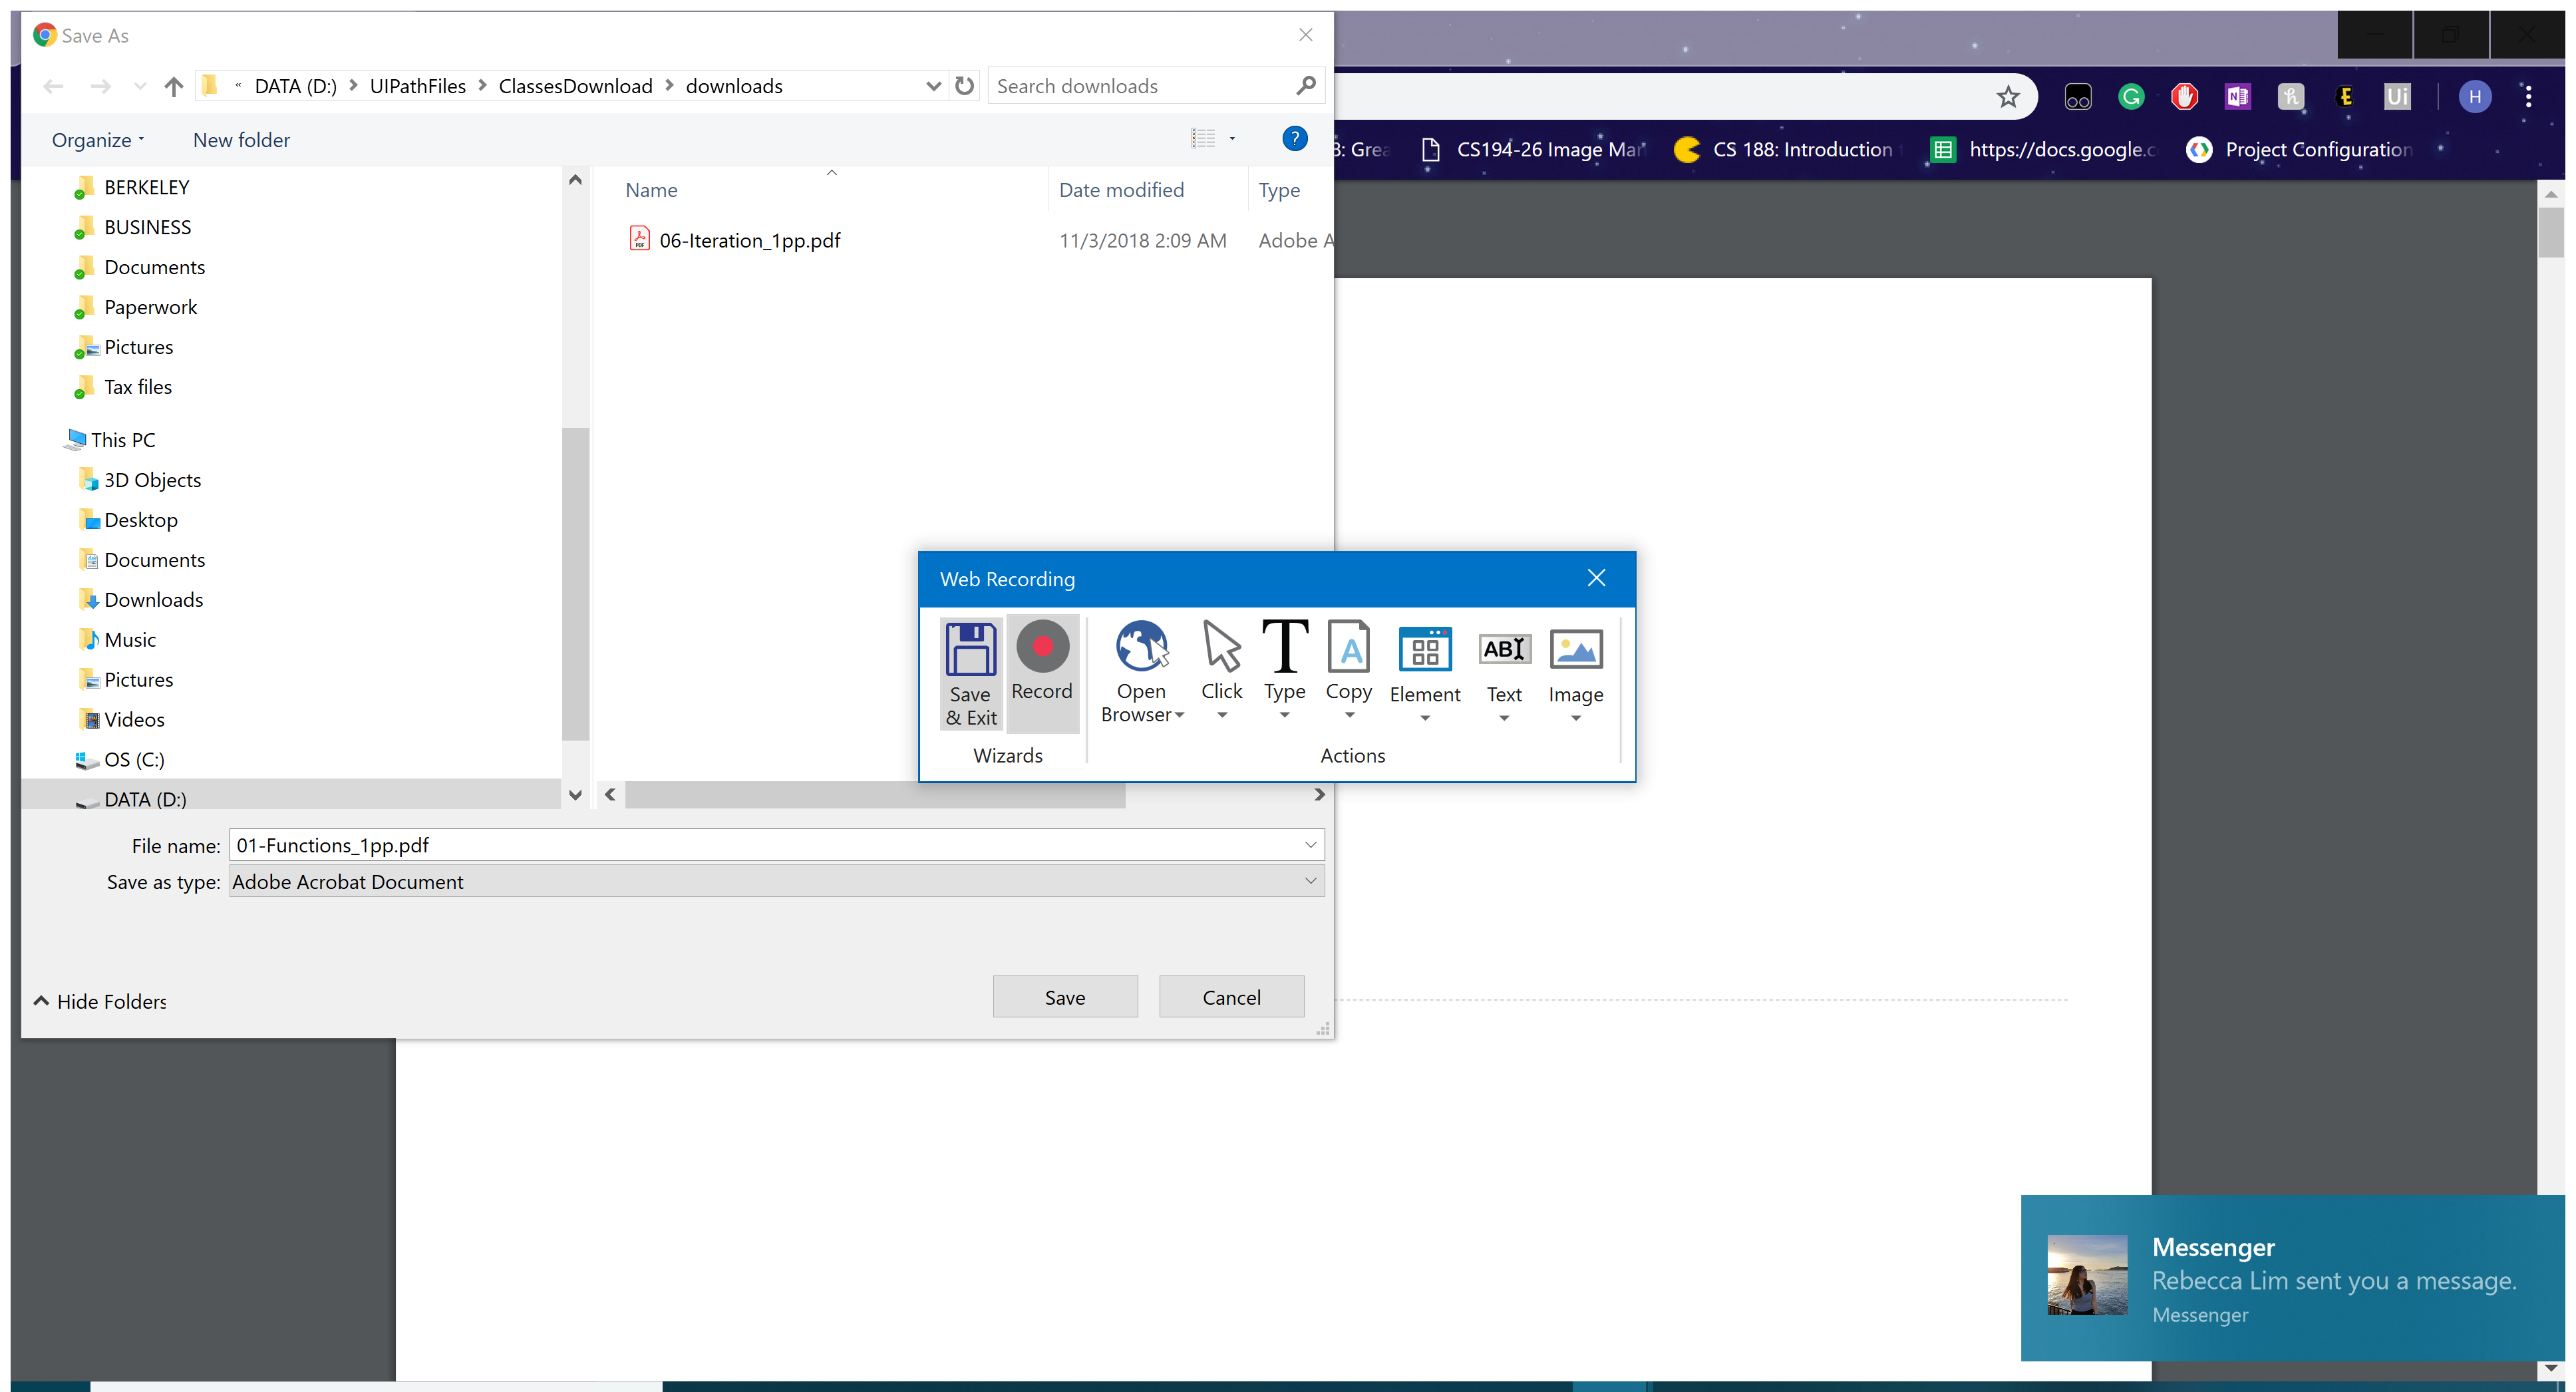 Save As
« DATA (D:) UIPathFiles ClassesDownload downloads
Search downloads
Organize
New folder
?
H
CS194-26 Image Mar
CS 188: Introduction
https://docs.google.c
Project Configuration
BERKELEY
BUSINESS
Documents
Paperwork
Pictures
Tax files
This PC
3D Objects
Desktop
Documents
Downloads
Music
Pictures
Videos
OS (C:)
DATA (D:)
Name Date modified Type
06-Iteration_1pp.pdf 11/3/2018 2:09 AM Adobe A
Web Recording
Save & Exit
Record
Open Browser
Click
Type
Copy
Element
Text
Image
Wizards
Actions
File name: 01-Functions_1pp.pdf
Save as type: Adobe Acrobat Document
Hide Folders
Save
Cancel
Messenger
Rebecca Lim sent you a message.
Messenger